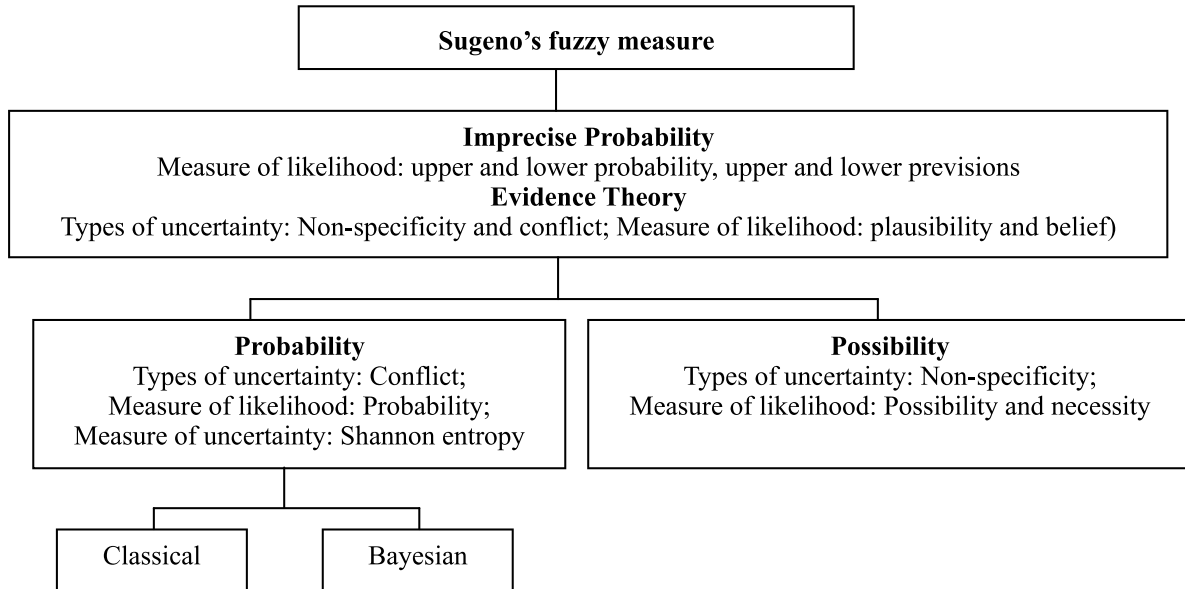 Sugeno’s fuzzy measure
Imprecise Probability
Measure of likelihood: upper and lower probability, upper and lower previsions
Evidence Theory
Types of uncertainty: Non-specificity and conflict; Measure of likelihood: plausibility and belief)
Probability
Types of uncertainty: Conflict;
Measure of likelihood: Probability;
Measure of uncertainty: Shannon entropy
Possibility
Types of uncertainty: Non-specificity;
Measure of likelihood: Possibility and necessity
Classical
Bayesian